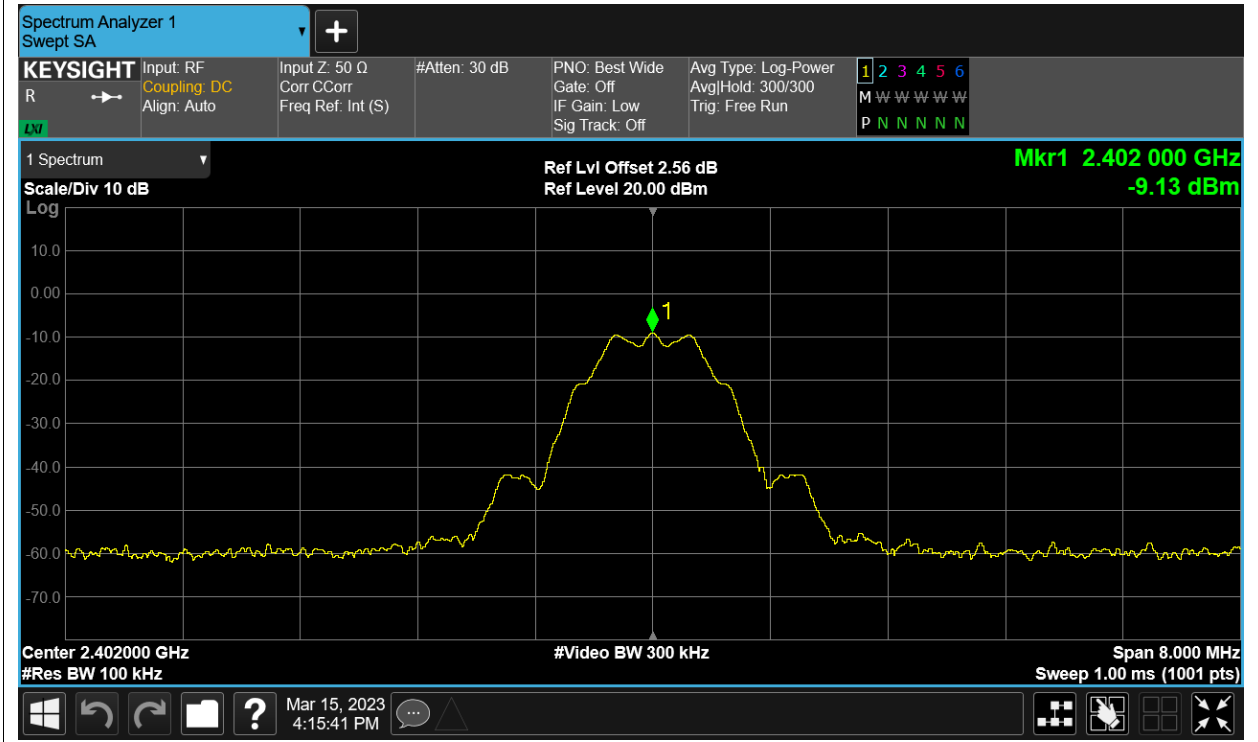 Spectrum Analyzer 1
Swept SA
KEYSIGHT
R
LXI
Input: RF
Coupling: DC
Align: Auto
Input Z: 50 Ω
Corr CCorr
Freq Ref: Int (S)
#Atten: 30 dB
PNO: Best Wide
Gate: Off
IF Gain: Low
Sig Track: Off
Avg Type: Log-Power
Avg|Hold: 300/300
Trig: Free Run
1 2 3 4 5 6
M W W W W W
P N N N N N
1 Spectrum
Scale/Div 10 dB
Log
Ref Lvl Offset 2.56 dB
Ref Level 20.00 dBm
Mkr1 2.402 000 GHz
-9.13 dBm
10.0
0.00
1
-10.0
-20.0
-30.0
-40.0
-50.0
-60.0
-70.0
Center 2.402000 GHz
#Res BW 100 kHz
#Video BW 300 kHz
Span 8.000 MHz
Sweep 1.00 ms (1001 pts)
?
Mar 15, 2023
4:15:41 PM